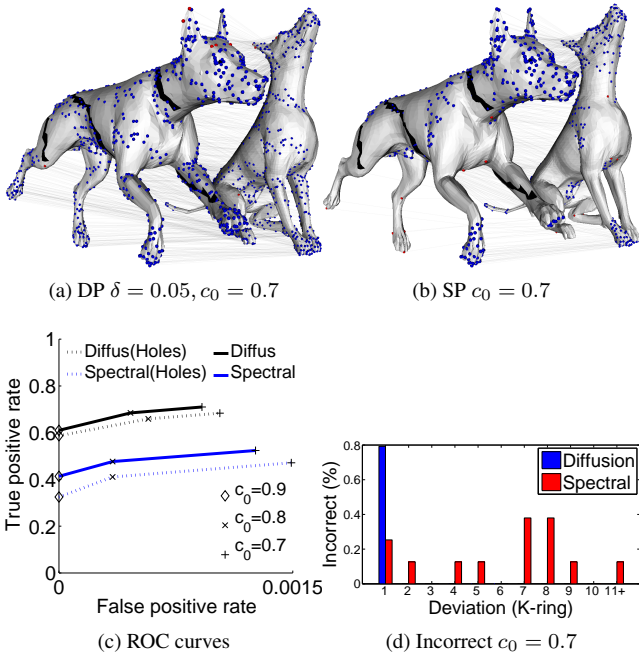 (a) DP δ = 0.05, c₀ = 0.7
(b) SP c₀ = 0.7
1
0.8
0.6
0.4
0.2
0
True positive rate
Diffus(Holes)
Diffus
Spectral(Holes)
Spectral
c₀=0.9
c₀=0.8
c₀=0.7
0
0.0015
False positive rate
(c) ROC curves
0.8
0.6
0.4
0.2
0
Incorrect (%)
Diffusion
Spectral
1 2 3 4 5 6 7 8 9 10 11+
Deviation (K-ring)
(d) Incorrect c₀ = 0.7